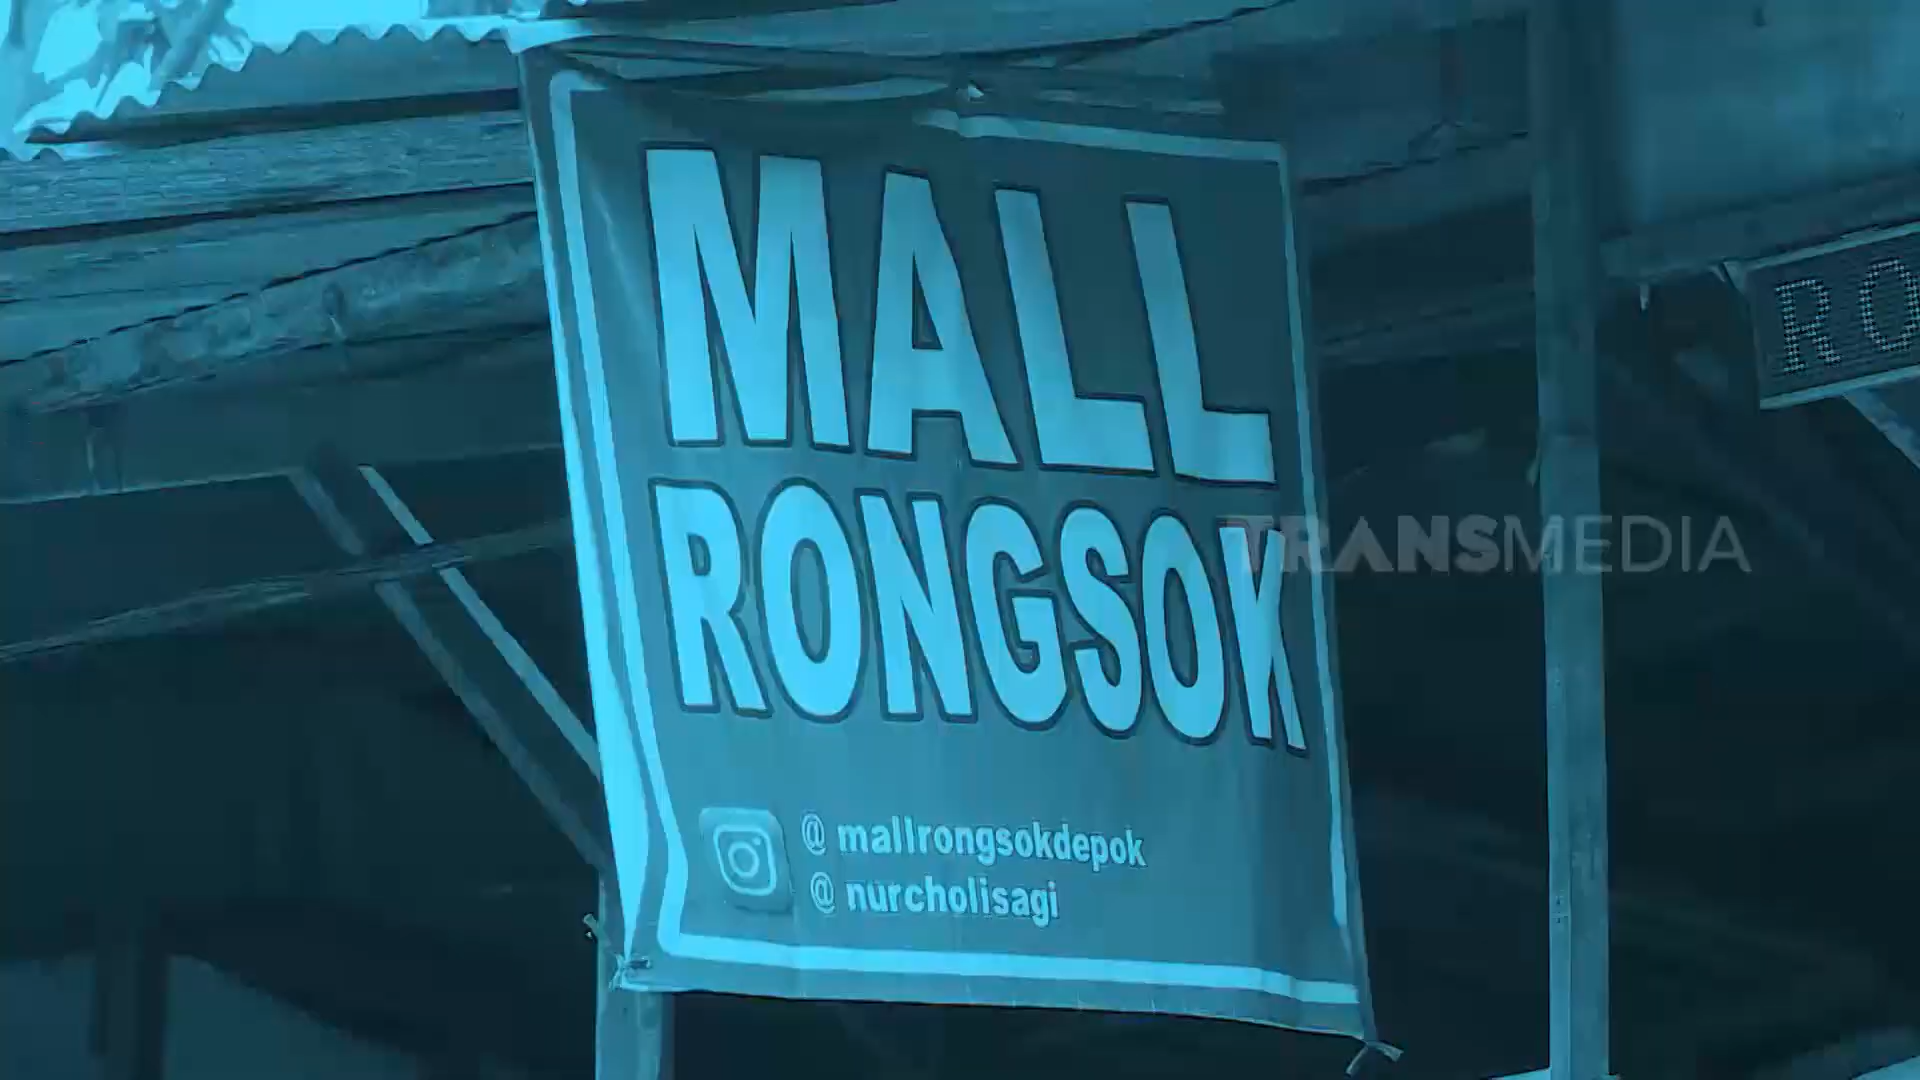 MALL
RONGSOK
@ mallrongsokdepok
@ nurcholisagi
RO
TRANSMEDIA